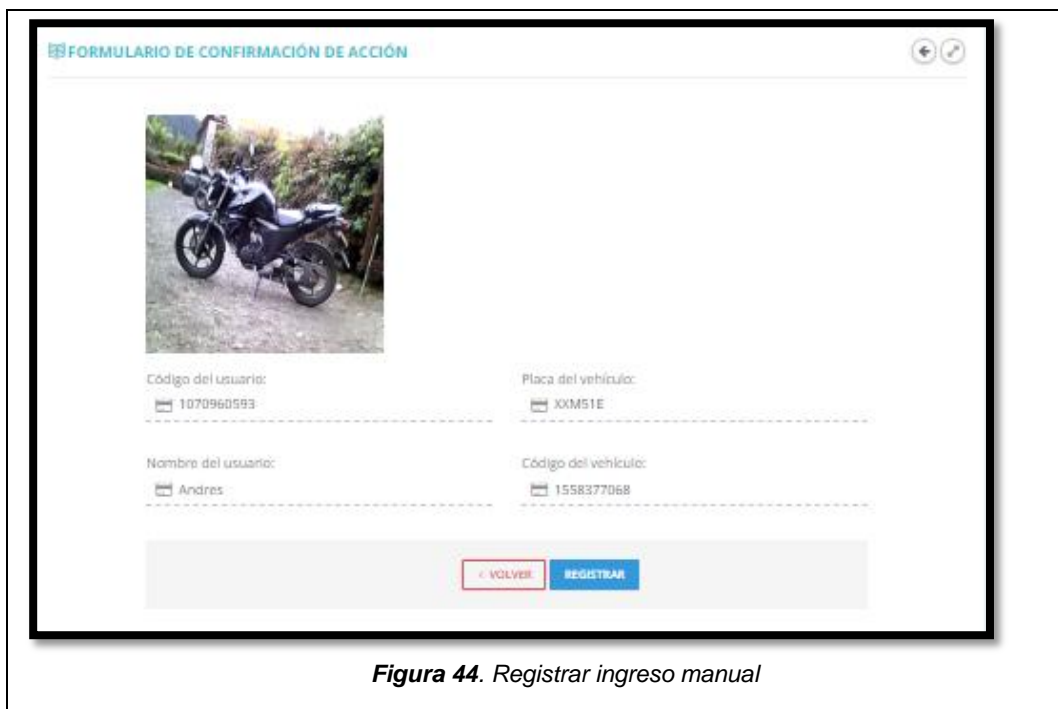 FORMULARIO DE CONFIRMACIÓN DE ACCIÓN
Código del usuario:
1070960593
Placa del vehículo:
XXM51E
Nombre del usuario:
Andres
Código del vehículo:
1558377068
< VOLVER
REGISTRAR
Figura 44. Registrar ingreso manual